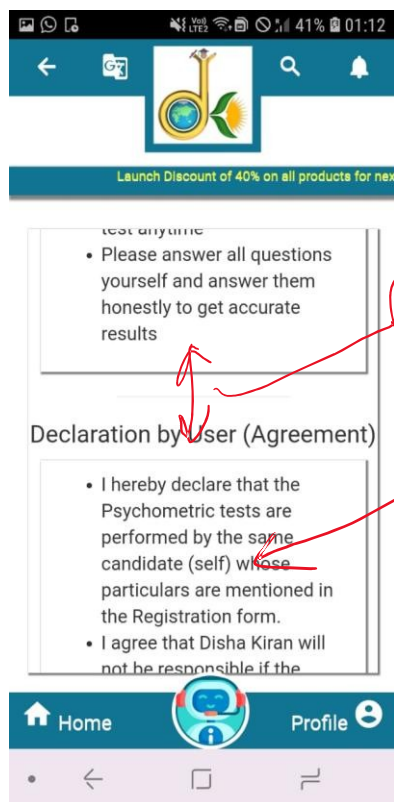 Vo)) LTE2 41% 01:12
Launch Discount of 40% on all products for nex
test anytime
• Please answer all questions
yourself and answer them
honestly to get accurate
results
Declaration by User (Agreement)
• I hereby declare that the
Psychometric tests are
performed by the same
candidate (self) whose
particulars are mentioned in
the Registration form.
• I agree that Disha Kiran will
not be responsible if the
Home
Profile